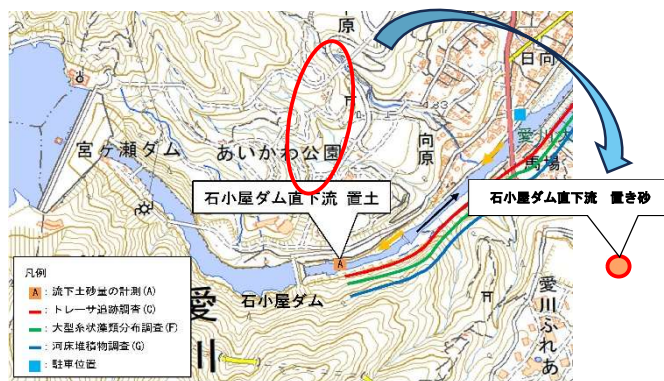 原
日向
183
向原
宮ヶ瀬ダム
あいかわ公園
愛川大
馬場
石小屋ダム直下流 置土
石小屋ダム直下流 置き砂
A
石小屋ダム
愛川
愛川ふれあ
凡例
A : 流下土砂量の計測(A)
: トレーサ追跡調査(C)
: 大型糸状藻類分布調査(F)
: 河床堆積物調査(G)
: 駐車位置